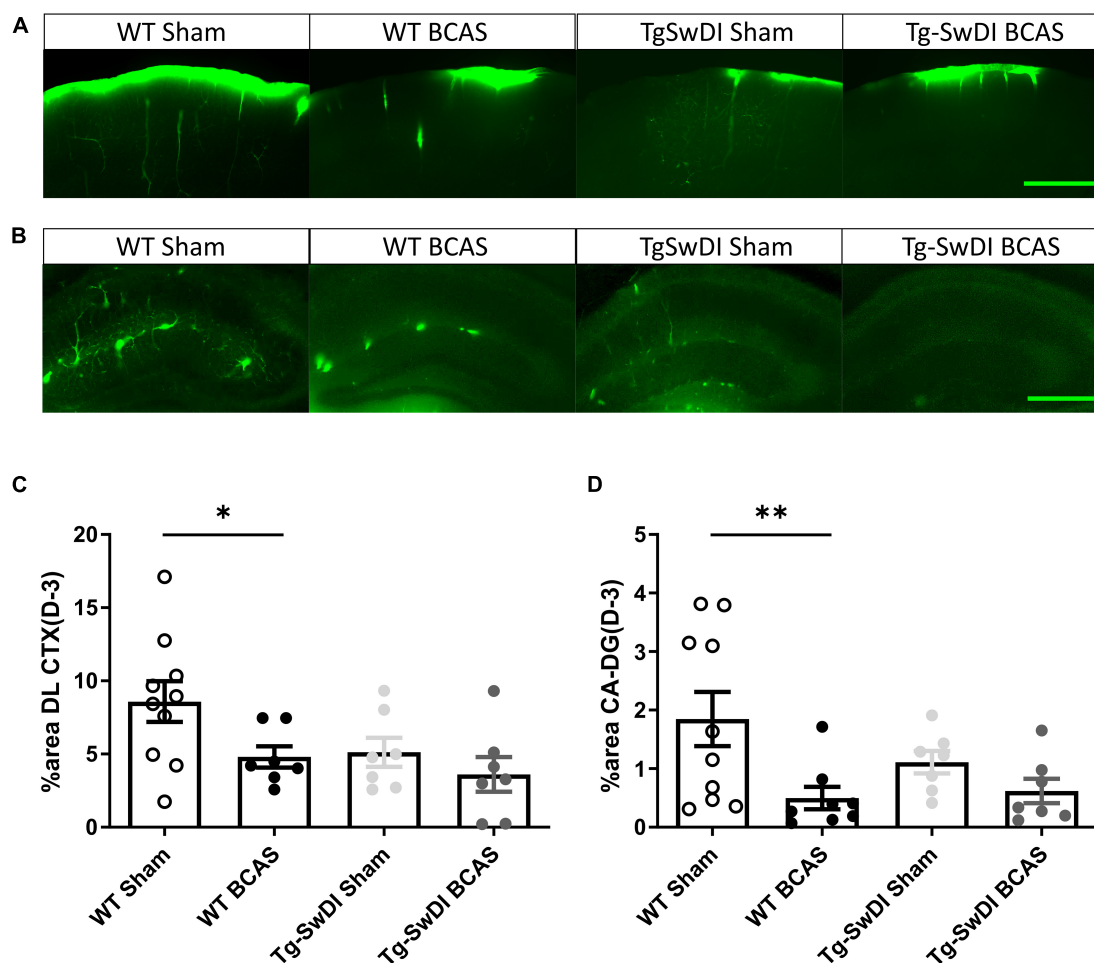 A
WT Sham WT BCAS TgSwDI Sham Tg-SwDI BCAS
B
WT Sham WT BCAS TgSwDI Sham Tg-SwDI BCAS
C
%area DL CTX(D-3)
20
15
10
5
0
*
WT Sham
WT BCAS
Tg-SwDI Sham
Tg-SwDI BCAS
D
%area CA-DG(D-3)
5
4
3
2
1
0
**
WT Sham
WT BCAS
Tg-SwDI Sham
Tg-SwDI BCAS